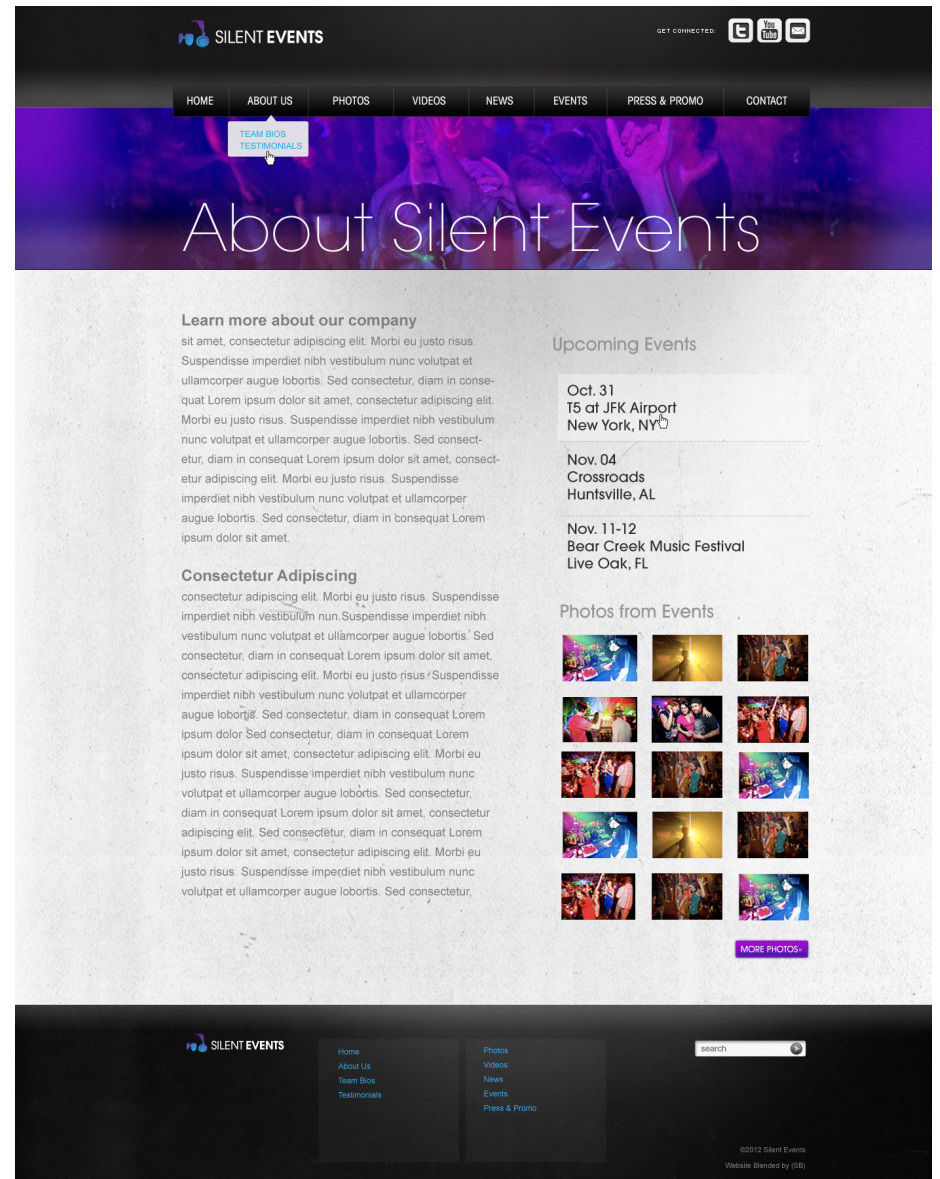 SILENT EVENTS
GET CONNECTED:
You
Tube
HOME ABOUT US PHOTOS VIDEOS NEWS EVENTS PRESS & PROMO CONTACT
TEAM BIOS
TESTIMONIALS
About Silent Events
Learn more about our company
sit amet, consectetur adipiscing elit. Morbi eu justo risus.
Suspendisse imperdiet nibh vestibulum nunc volutpat et
ullamcorper augue lobortis. Sed consectetur, diam in conse-
quat Lorem ipsum dolor sit amet, consectetur adipiscing elit.
Morbi eu justo risus. Suspendisse imperdiet nibh vestibulum
nunc volutpat et ullamcorper augue lobortis. Sed consect-
etur, diam in consequat Lorem ipsum dolor sit amet, consect-
etur adipiscing elit. Morbi eu justo risus. Suspendisse
imperdiet nibh vestibulum nunc volutpat et ullamcorper
augue lobortis. Sed consectetur, diam in consequat Lorem
ipsum dolor sit amet.
Consectetur Adipiscing
consectetur adipiscing elit. Morbi eu justo risus. Suspendisse
imperdiet nibh vestibulum nun.Suspendisse imperdiet nibh
vestibulum nunc volutpat et ullamcorper augue lobortis. Sed
consectetur, diam in consequat Lorem ipsum dolor sit amet,
consectetur adipiscing elit. Morbi eu justo risus. Suspendisse
imperdiet nibh vestibulum nunc volutpat et ullamcorper
augue lobortis. Sed consectetur, diam in consequat Lorem
ipsum dolor Sed consectetur, diam in consequat Lorem
ipsum dolor sit amet, consectetur adipiscing elit. Morbi eu
justo risus. Suspendisse imperdiet nibh vestibulum nunc
volutpat et ullamcorper augue lobortis. Sed consectetur,
diam in consequat Lorem ipsum dolor sit amet, consectetur
adipiscing elit. Sed consectetur, diam in consequat Lorem
ipsum dolor sit amet, consectetur adipiscing elit. Morbi eu
justo risus. Suspendisse imperdiet nibh vestibulum nunc
volutpat et ullamcorper augue lobortis. Sed consectetur,
Upcoming Events
Oct. 31
T5 at JFK Airport
New York, NY
Nov. 04
Crossroads
Huntsville, AL
Nov. 11-12
Bear Creek Music Festival
Live Oak, FL
Photos from Events
MORE PHOTOS»
SILENT EVENTS
Home
About Us
Team Bios
Testimonials
Photos
Videos
News
Events
Press & Promo
search
©2012 Silent Events
Website Blended by (SB)